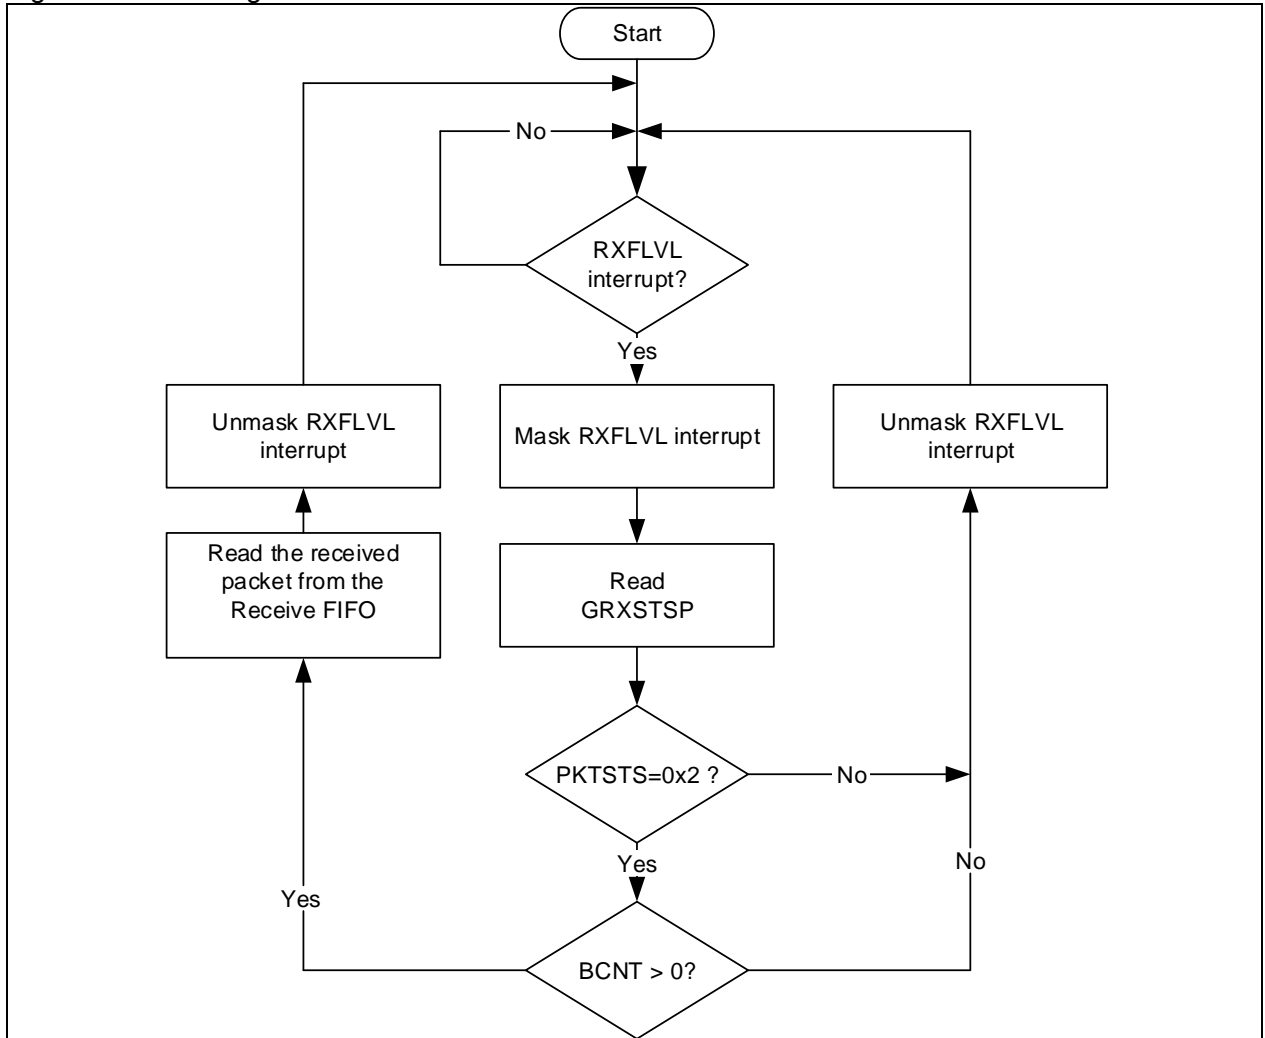 Start
No
RXFLVL
interrupt?
Yes
Unmask RXFLVL
interrupt
Mask RXFLVL interrupt
Unmask RXFLVL
interrupt
Read the received
packet from the
Receive FIFO
Read
GRXSTSP
PKTSTS=0x2 ?
No
Yes
No
Yes
BCNT > 0?